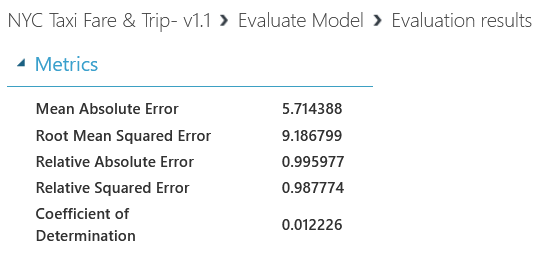 NYC Taxi Fare & Trip- v1.1 > Evaluate Model > Evaluation results
Metrics
Mean Absolute Error 5.714388
Root Mean Squared Error 9.186799
Relative Absolute Error 0.995977
Relative Squared Error 0.987774
Coefficient of
Determination 0.012226